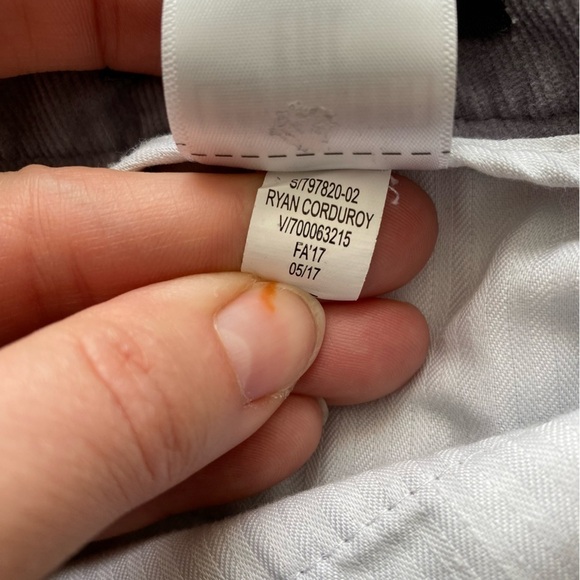 S/797820-02
RYAN CORDUROY
V/700063215
FA'17
05/17